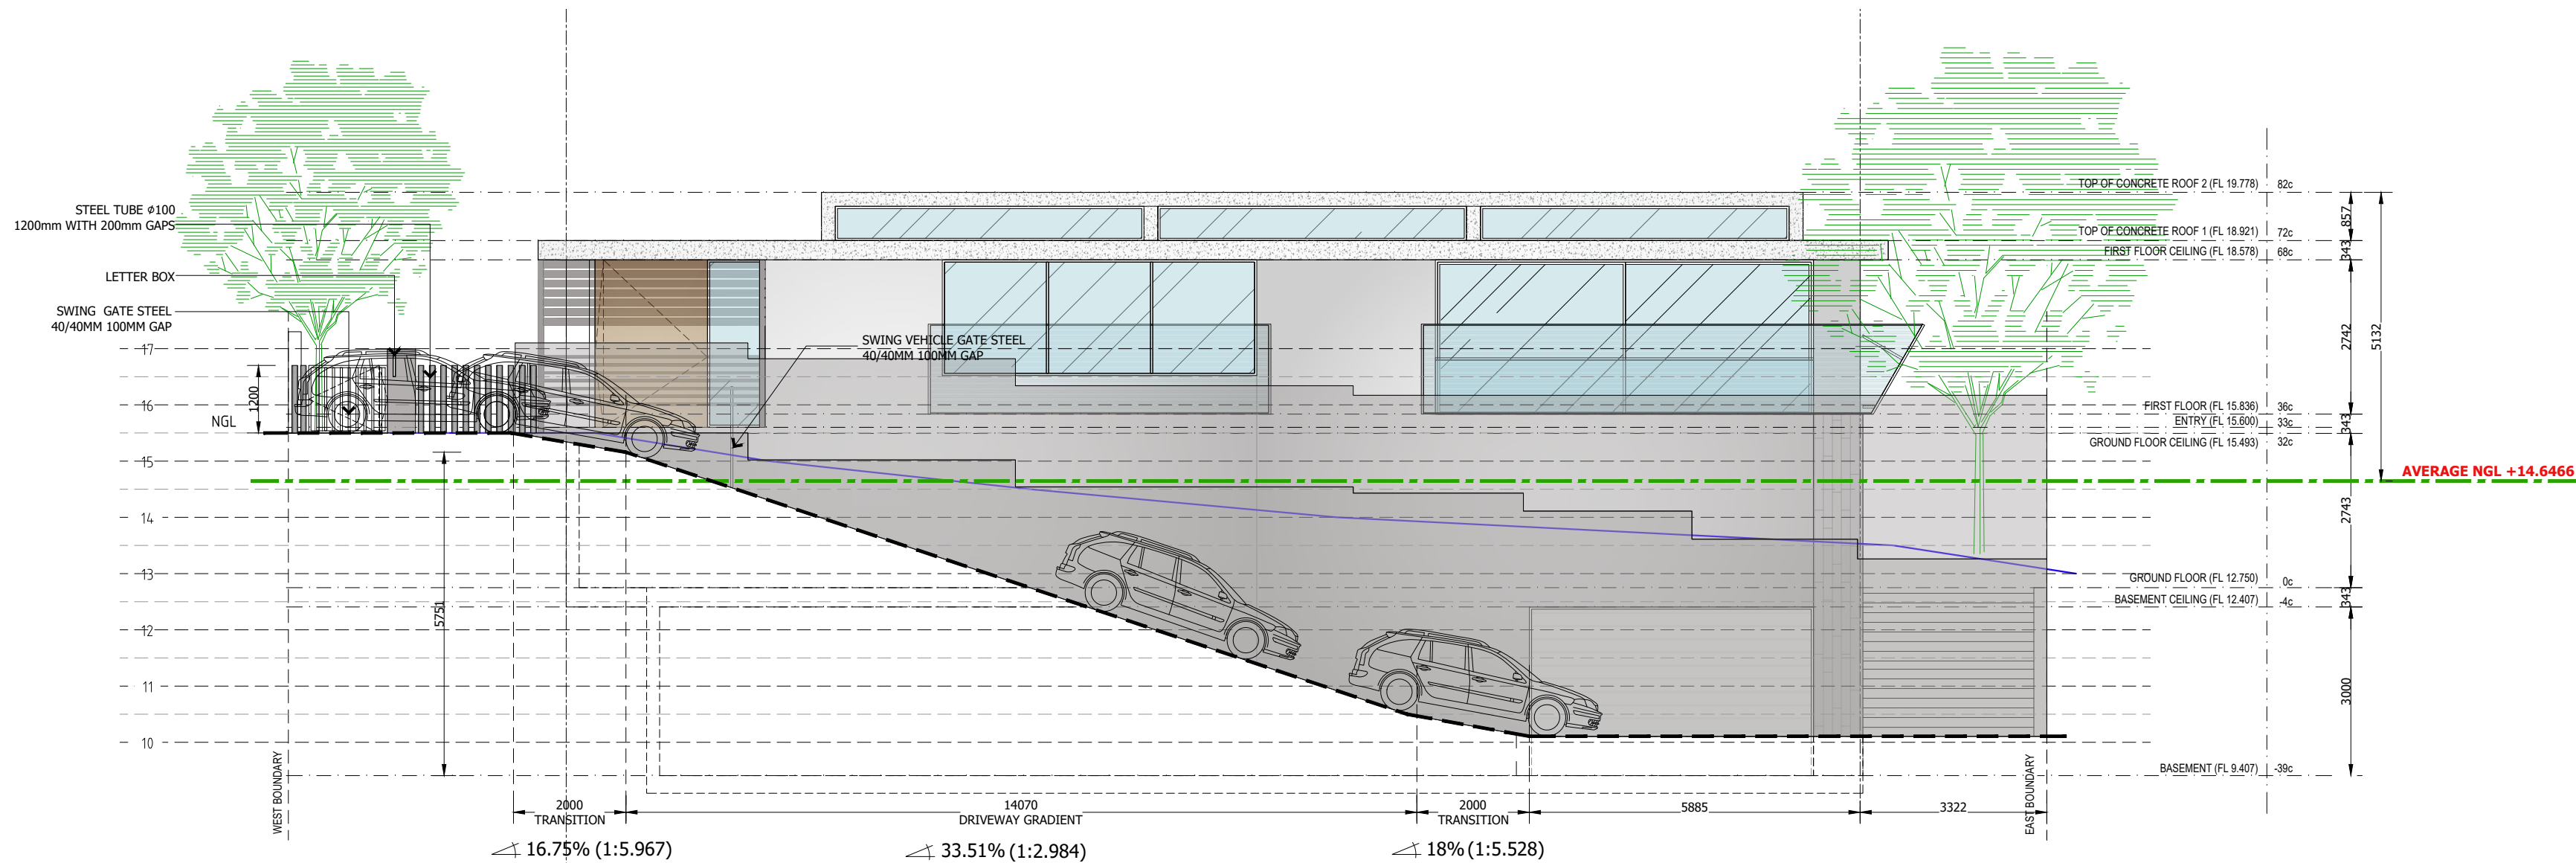 STEEL TUBE ø100
1200mm WITH 200mm GAPS
LETTER BOX
SWING GATE STEEL
40/40MM 100MM GAP
SWING VEHICLE GATE STEEL
40/40MM 100MM GAP
17
16
15
14
13
12
11
10
NGL
1200
5751
TOP OF CONCRETE ROOF 2 (FL 19.778) 82c
TOP OF CONCRETE ROOF 1 (FL 18.921) 72c
FIRST FLOOR CEILING (FL 18.578) 68c
FIRST FLOOR (FL 15.836) 36c
ENTRY (FL 15.600) 33c
GROUND FLOOR CEILING (FL 15.493) 32c
GROUND FLOOR (FL 12.750) 0c
BASEMENT CEILING (FL 12.407) -4c
BASEMENT (FL 9.407) -39c
857
343
2742
343
2743
343
3000
5132
AVERAGE NGL +14.6466
WEST BOUNDARY
EAST BOUNDARY
2000
TRANSITION
14070
DRIVEWAY GRADIENT
2000
TRANSITION
5885
3322
16.75% (1:5.967)
33.51% (1:2.984)
18% (1:5.528)